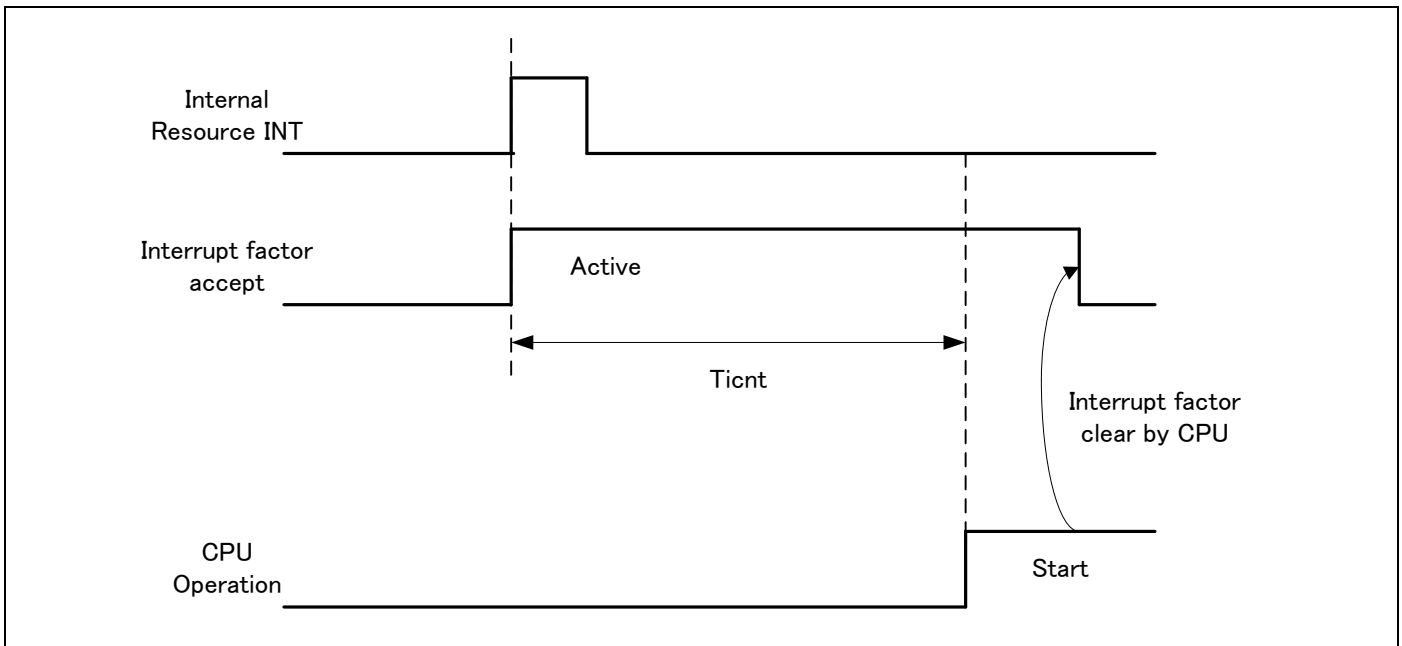 Internal
Resource INT
Interrupt factor
accept
Active
Ticnt
Interrupt factor
clear by CPU
CPU
Operation
Start